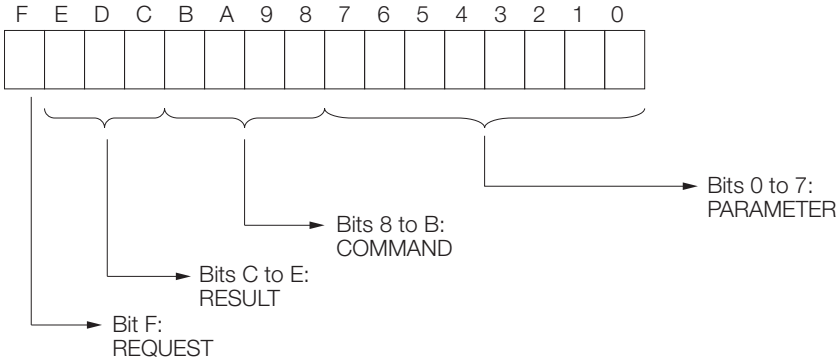 F E D C B A 9 8 7 6 5 4 3 2 1 0
Bits 0 to 7:
PARAMETER
Bits 8 to B:
COMMAND
Bits C to E:
RESULT
Bit F:
REQUEST